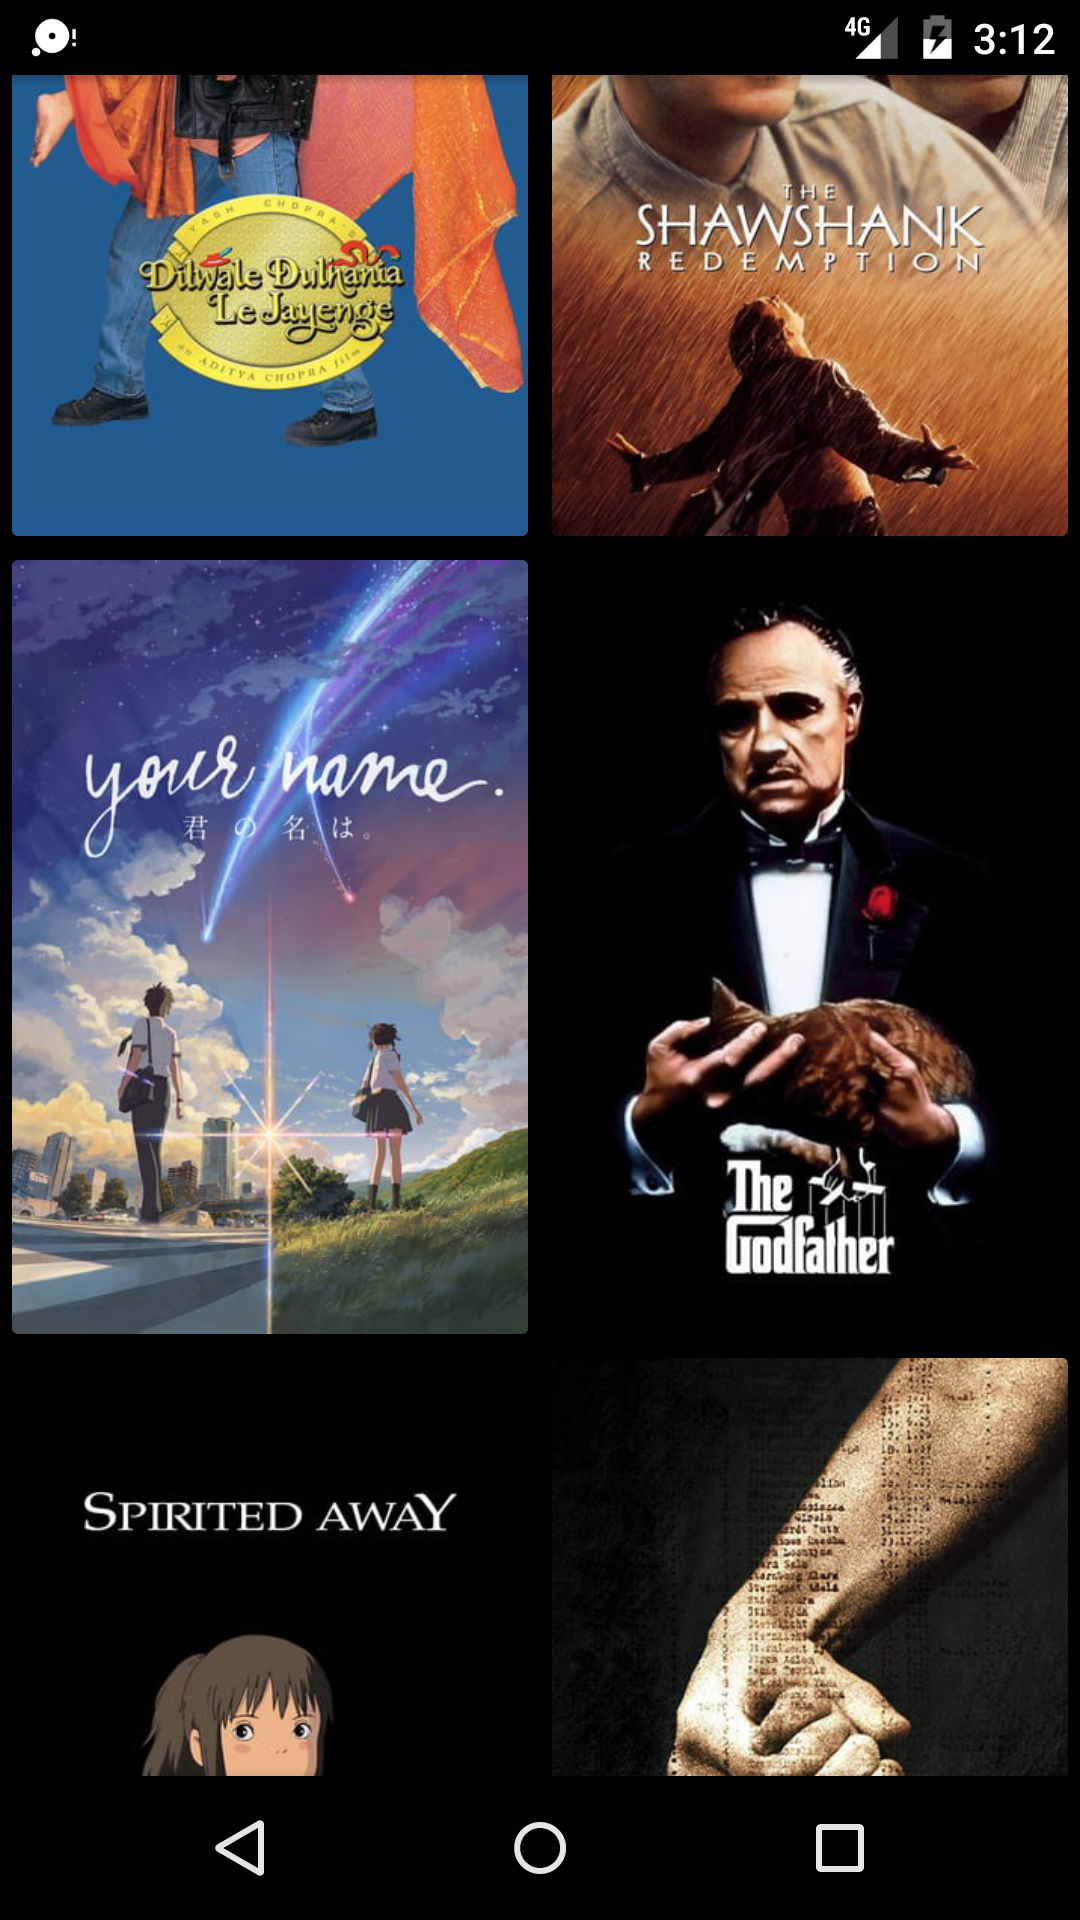 4G 3:12
YASH CHOPRA'S
Dilwale Dulhania
Le Jayenge
an ADITYA CHOPRA film
THE
SHAWSHANK
REDEMPTION
your name.
君の名は。
The
Godfather
SPIRITED AWAY